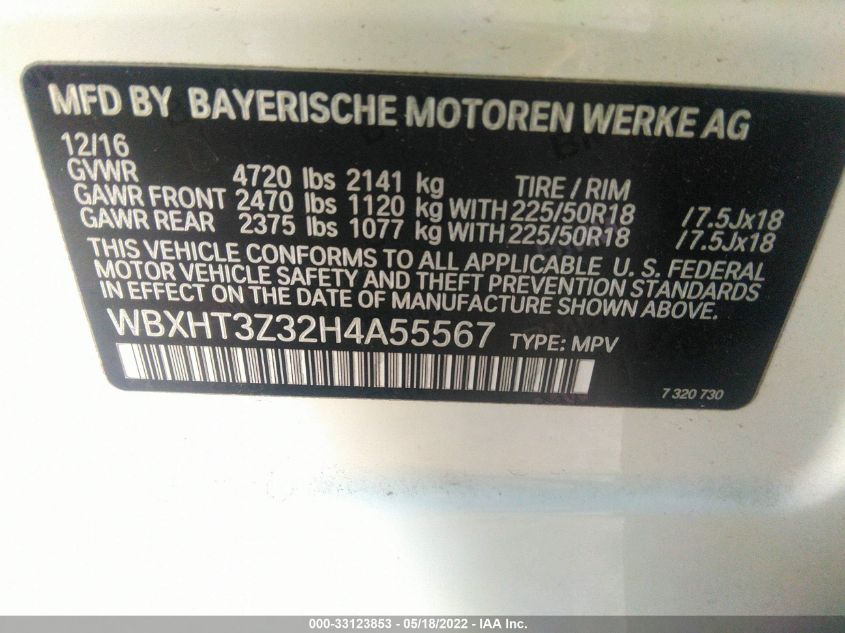 MFD BY BAYERISCHE MOTOREN WERKE AG
12/16
GVWR 4720 lbs 2141 kg TIRE / RIM
GAWR FRONT 2470 lbs 1120 kg WITH 225/50R18 /7.5Jx18
GAWR REAR 2375 lbs 1077 kg WITH 225/50R18 /7.5Jx18
THIS VEHICLE CONFORMS TO ALL APPLICABLE U. S. FEDERAL
MOTOR VEHICLE SAFETY AND THEFT PREVENTION STANDARDS
IN EFFECT ON THE DATE OF MANUFACTURE SHOWN ABOVE.
WBXHT3Z32H4A55567 TYPE: MPV
7 320 730
000-33123853 - 05/18/2022 - IAA Inc.